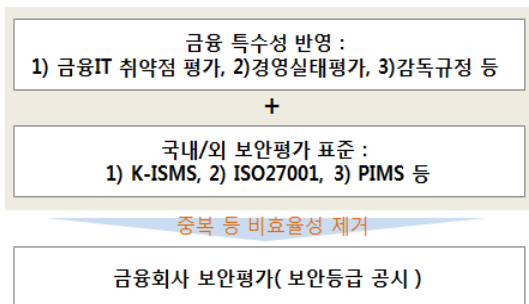 금융 특수성 반영 :
1) 금융IT 취약점 평가, 2)경영실태평가, 3)감독규정 등
+
국내/외 보안평가 표준 :
1) K-ISMS, 2) ISO27001, 3) PIMS 등
중복 등 비효율성 제거
금융회사 보안평가( 보안등급 공시 )